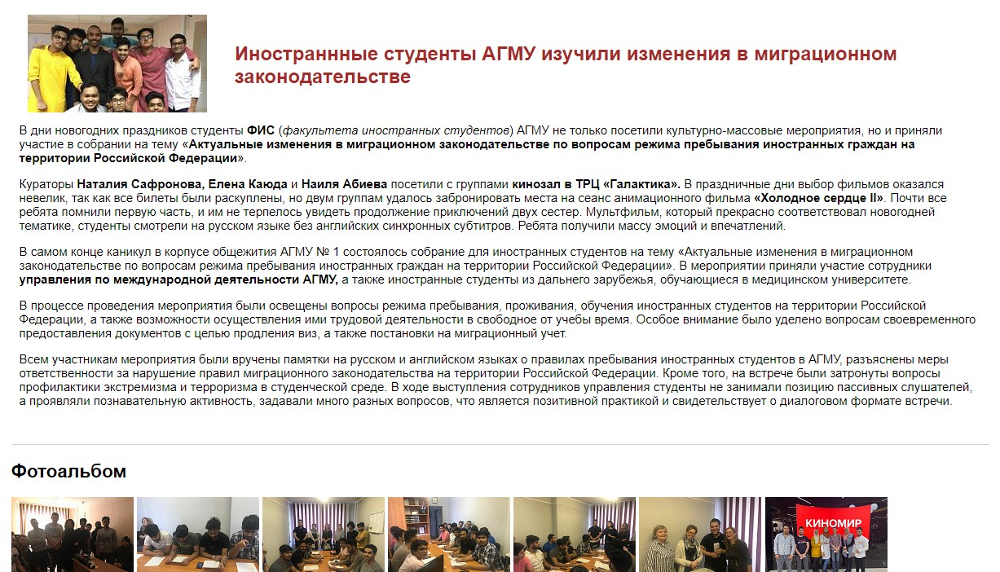 Инострannные студенты АГМУ изучили изменения в миграционном
законодательстве
В дни новогодних праздников студенты ФИС (факультета иностранных студентов) АГМУ не только посетили культурно-массовые мероприятия, но и приняли
участие в собрании на тему «Актуальные изменения в миграционном законодательстве по вопросам режима пребывания иностранных граждан на
территории Российской Федерации».
Кураторы Наталия Сафронова, Елена Каюда и Наиля Абиева посетили с группами кинозал в ТРЦ «Галактика». В праздничные дни выбор фильмов оказался
невелик, так как все билеты были раскуплены, но двум группам удалось забронировать места на сеанс анимационного фильма «Холодное сердце II». Почти все
ребята помнили первую часть, и им не терпелось увидеть продолжение приключений двух сестер. Мультфильм, который прекрасно соответствовал новогодней
тематике, студенты смотрели на русском языке без английских синхронных субтитров. Ребята получили массу эмоций и впечатлений.
В самом конце каникул в корпусе общежития АГМУ № 1 состоялось собрание для иностранных студентов на тему «Актуальные изменения в миграционном
законодательстве по вопросам режима пребывания иностранных граждан на территории Российской Федерации». В мероприятии приняли участие сотрудники
управления по международной деятельности АГМУ, а также иностранные студенты из дальнего зарубежья, обучающиеся в медицинском университете.
В процессе проведения мероприятия были освещены вопросы режима пребывания, проживания, обучения иностранных студентов на территории Российской
Федерации, а также возможности осуществления ими трудовой деятельности в свободное от учебы время. Особое внимание было уделено вопросам своевременного
предоставления документов с целью продления виз, а также постановки на миграционный учет.
Всем участникам мероприятия были вручены памятки на русском и английском языках о правилах пребывания иностранных студентов в АГМУ, разъяснены меры
ответственности за нарушение правил миграционного законодательства на территории Российской Федерации. Кроме того, на встрече были затронуты вопросы
профилактики экстремизма и терроризма в студенческой среде. В ходе выступления сотрудников управления студенты не занимали позицию пассивных слушателей,
а проявляли познавательную активность, задавали много разных вопросов, что является позитивной практикой и свидетельствует о диалоговом формате встречи.
Фотоальбом
КИНОМИР